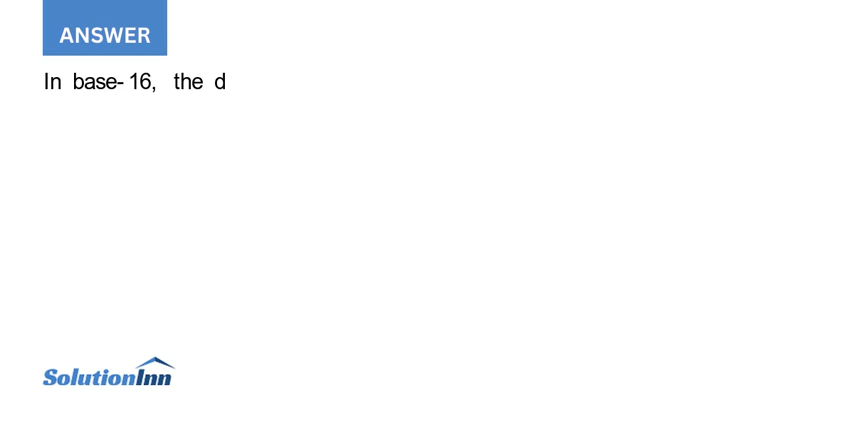 ANSWER
In base- 16, the d
SolutionInn